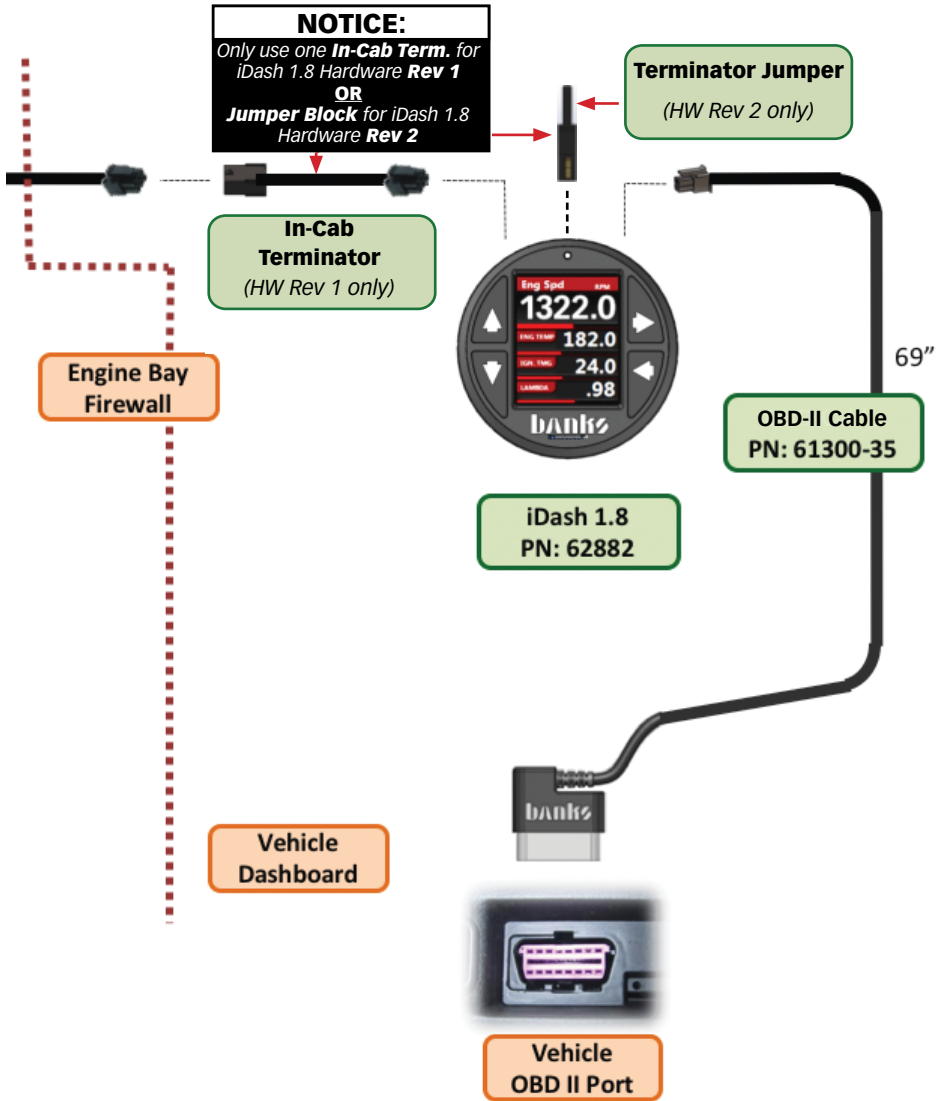 NOTICE:
Only use one In-Cab Term. for
iDash 1.8 Hardware Rev 1
OR
Jumper Block for iDash 1.8
Hardware Rev 2
Terminator Jumper
(HW Rev 2 only)
In-Cab
Terminator
(HW Rev 1 only)
Eng Spd RPM
1322.0
ENG TEMP 182.0
IGN. TMG 24.0
LAMBDA .98
banks
Engine Bay
Firewall
69”
OBD-II Cable
PN: 61300-35
iDash 1.8
PN: 62882
banks
Vehicle
Dashboard
Vehicle
OBD II Port